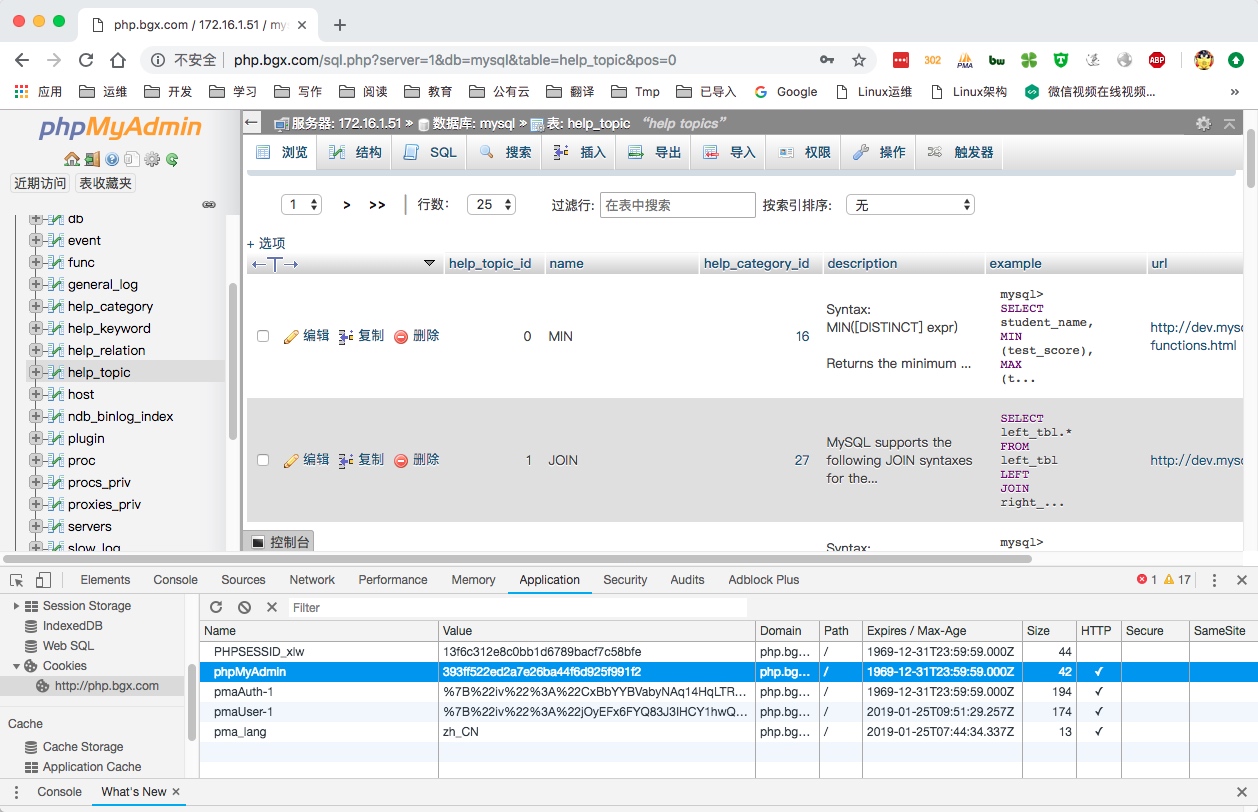 php.bgx.com / 172.16.1.51 / my
不安全 php.bgx.com/sql.php?server=1&db=mysql&table=help_topic&pos=0 302 PMA bw ABP
应用 运维 开发 学习 写作 阅读 教育 公有云 翻译 Tmp 已导入 Google Linux运维 Linux架构 微信视频在线视频...
phpMyAdmin
近期访问 表收藏夹
db
event
func
general_log
help_category
help_keyword
help_relation
help_topic
host
ndb_binlog_index
plugin
proc
procs_priv
proxies_priv
servers
slow_log
服务器: 172.16.1.51 » 数据库: mysql » 表: help_topic "help topics"
浏览 结构 SQL 搜索 插入 导出 导入 权限 操作 触发器
1 > >> 行数: 25 过滤行: 在表中搜索 按索引排序: 无
+ 选项
←T→ help_topic_id name help_category_id description example url
编辑 复制 删除 0 MIN 16
Syntax:
MIN([DISTINCT] expr)
Returns the minimum ...
mysql>
SELECT
student_name,
MIN
(test_score),
MAX
(t...
http://dev.mysq
functions.html
编辑 复制 删除 1 JOIN 27
MySQL supports the
following JOIN syntaxes
for the...
SELECT
left_tbl.*
FROM
left_tbl
LEFT
JOIN
right_...
http://dev.mysq
Syntax:
mysql>
控制台
Elements Console Sources Network Performance Memory Application Security Audits Adblock Plus 1 17
Session Storage
IndexedDB
Web SQL
Cookies
http://php.bgx.com
Cache
Cache Storage
Application Cache
Filter
Name Value Domain Path Expires / Max-Age Size HTTP Secure SameSite
PHPSESSID_xlw 13f6c312e8c0bb1d6789bacf7c58bfe php.bg... / 1969-12-31T23:59:59.000Z 44
phpMyAdmin 393ff522ed2a7e26ba44f6d925f991f2 php.bg... / 1969-12-31T23:59:59.000Z 42 ✓
pmaAuth-1 %7B%22iv%22%3A%22CxBbYYBVabyNAq14HqLTR... php.bg... / 1969-12-31T23:59:59.000Z 194 ✓
pmaUser-1 %7B%22iv%22%3A%22jOyEFx6FYQ83J3IHCY1hwQ... php.bg... / 2019-01-25T09:51:29.257Z 174 ✓
pma_lang zh_CN php.bg... / 2019-01-25T07:44:34.337Z 13 ✓
Console What's New